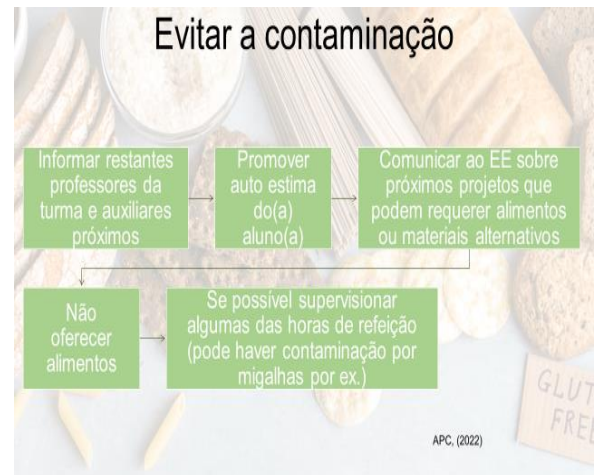 Evitar a contaminação
Informar restantes
professores da
turma e auxiliares
próximos
Promover
auto estima
do(a)
aluno(a)
Comunicar ao EE sobre
próximos projetos que
podem requerer alimentos
ou materiais alternativos
Não
oferecer
alimentos
Se possível supervisionar
algumas das horas de refeição
(pode haver contaminação por
migalhas por ex.)
GLUT
FREE
APC, (2022)